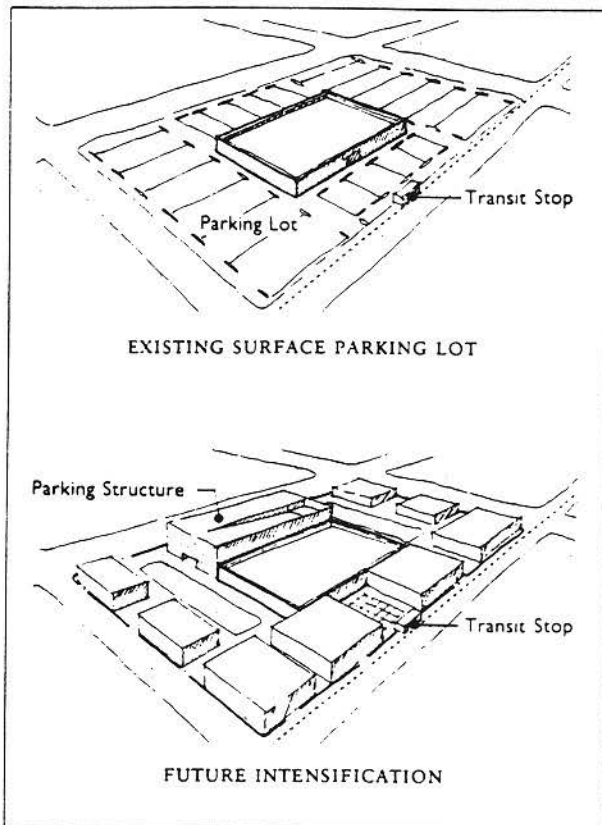 Transit Stop
Parking Lot
EXISTING SURFACE PARKING LOT
Parking Structure
Transit Stop
FUTURE INTENSIFICATION